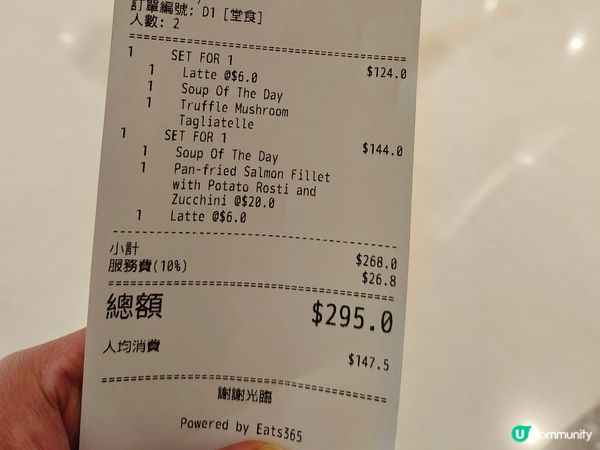 訂單編號: D1 [堂食]
人數: 2
1 SET FOR 1 $124.0
1 Latte @$6.0
1 Soup Of The Day
1 Truffle Mushroom
Tagliatelle
1 SET FOR 1 $144.0
1 Soup Of The Day
1 Pan-fried Salmon Fillet
with Potato Rosti and
Zucchini @$20.0
1 Latte @$6.0
小計 $268.0
服務費(10%) $26.8
總額 $295.0
人均消費 $147.5
謝謝光臨
Powered by Eats365
U Community